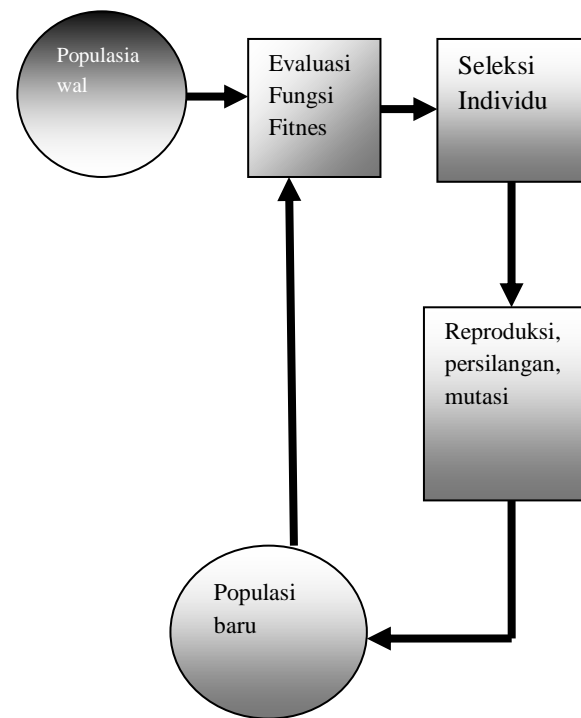 Populasia
wal
Evaluasi
Fungsi
Fitnes
Seleksi
Individu
Reproduksi,
persilangan,
mutasi
Populasi
baru